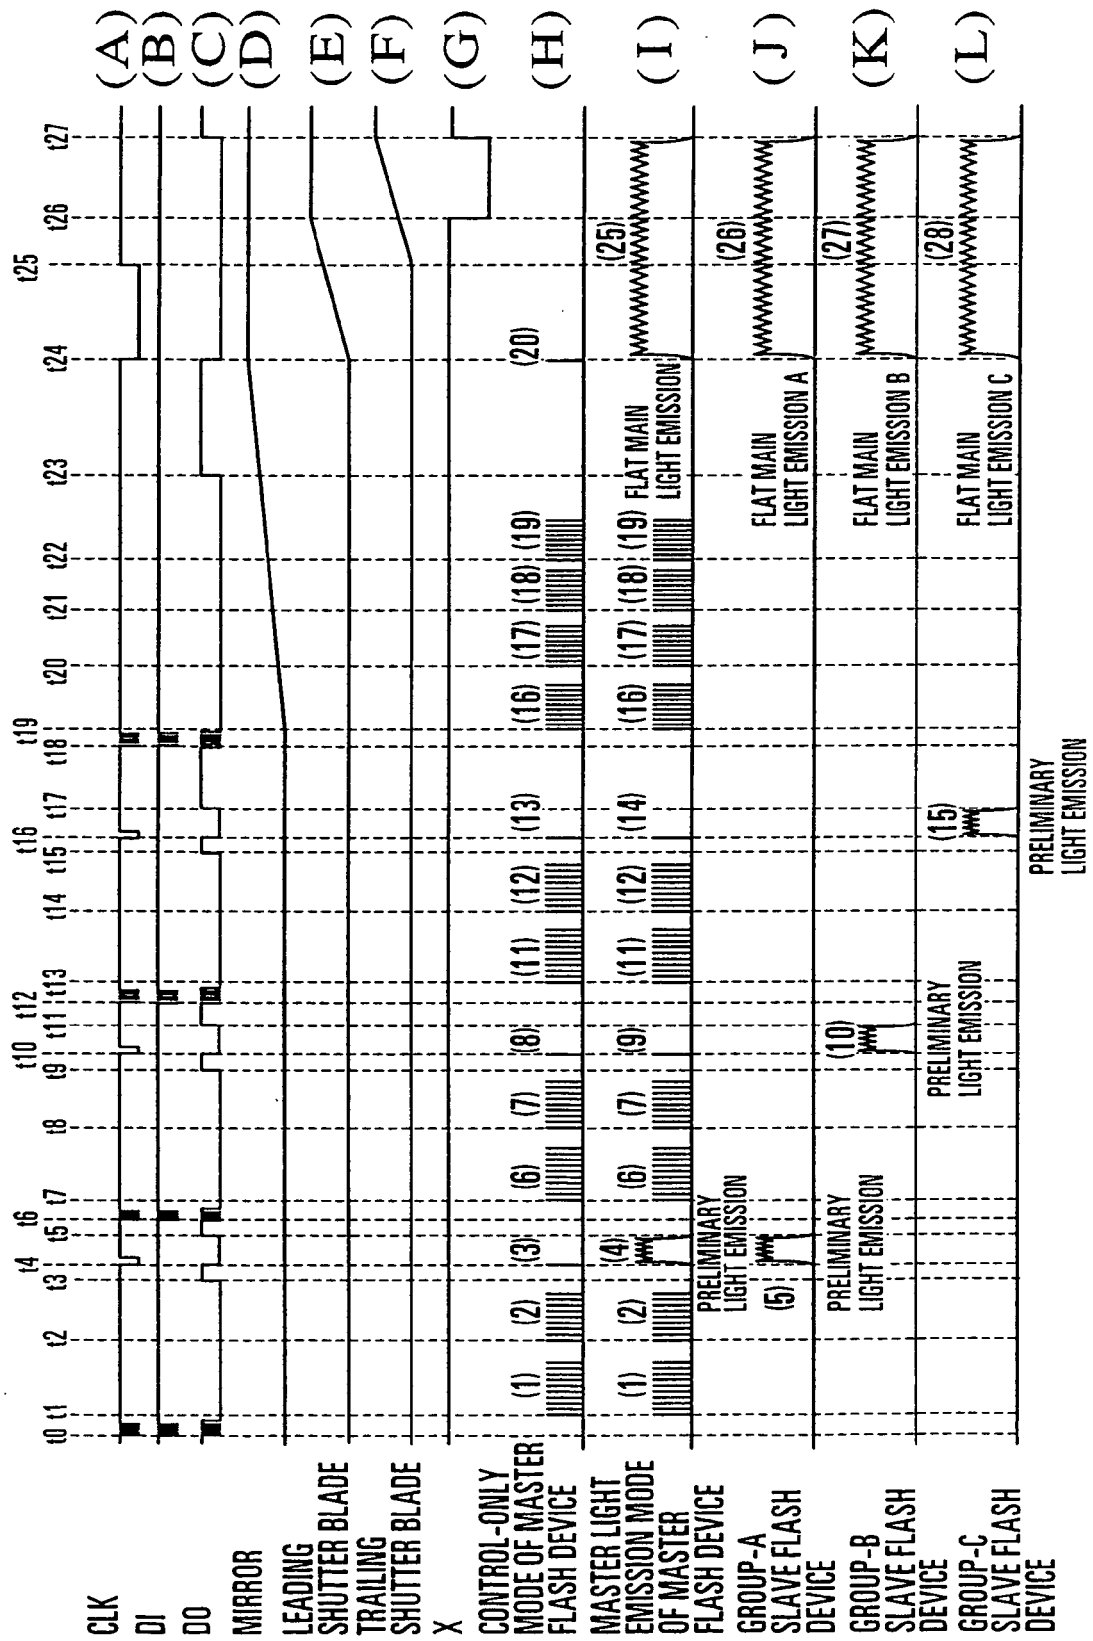 t0 t1 t2 t3 t4 t5 t6 t7 t8 t9 t10 t11 t12 t13 t14 t15 t16 t17 t18 t19 t20 t21 t22 t23 t24 t25 t26 t27
CLK (A)
DI (B)
DO (C)
MIRROR (D)
LEADING
SHUTTER BLADE (E)
TRAILING
SHUTTER BLADE (F)
X (G)
CONTROL-ONLY
MODE OF MASTER
FLASH DEVICE
(1) (2) (3) (6) (7) (8) (11) (12) (13) (16) (17) (18) (19) (20) (H)
MASTER LIGHT
EMISSION MODE
OF MASTER
FLASH DEVICE
(1) (2) (4) (6) (7) (9) (11) (12) (14) (16) (17) (18) (19)
FLAT MAIN
LIGHT EMISSION
(25) (I)
PRELIMINARY
LIGHT EMISSION
GROUP-A
SLAVE FLASH
DEVICE
(5)
FLAT MAIN
LIGHT EMISSION A
(26) (J)
PRELIMINARY
LIGHT EMISSION
GROUP-B
SLAVE FLASH
DEVICE
(10)
FLAT MAIN
LIGHT EMISSION B
(27) (K)
PRELIMINARY
LIGHT EMISSION
GROUP-C
SLAVE FLASH
DEVICE
(15)
FLAT MAIN
LIGHT EMISSION C
(28) (L)
PRELIMINARY
LIGHT EMISSION